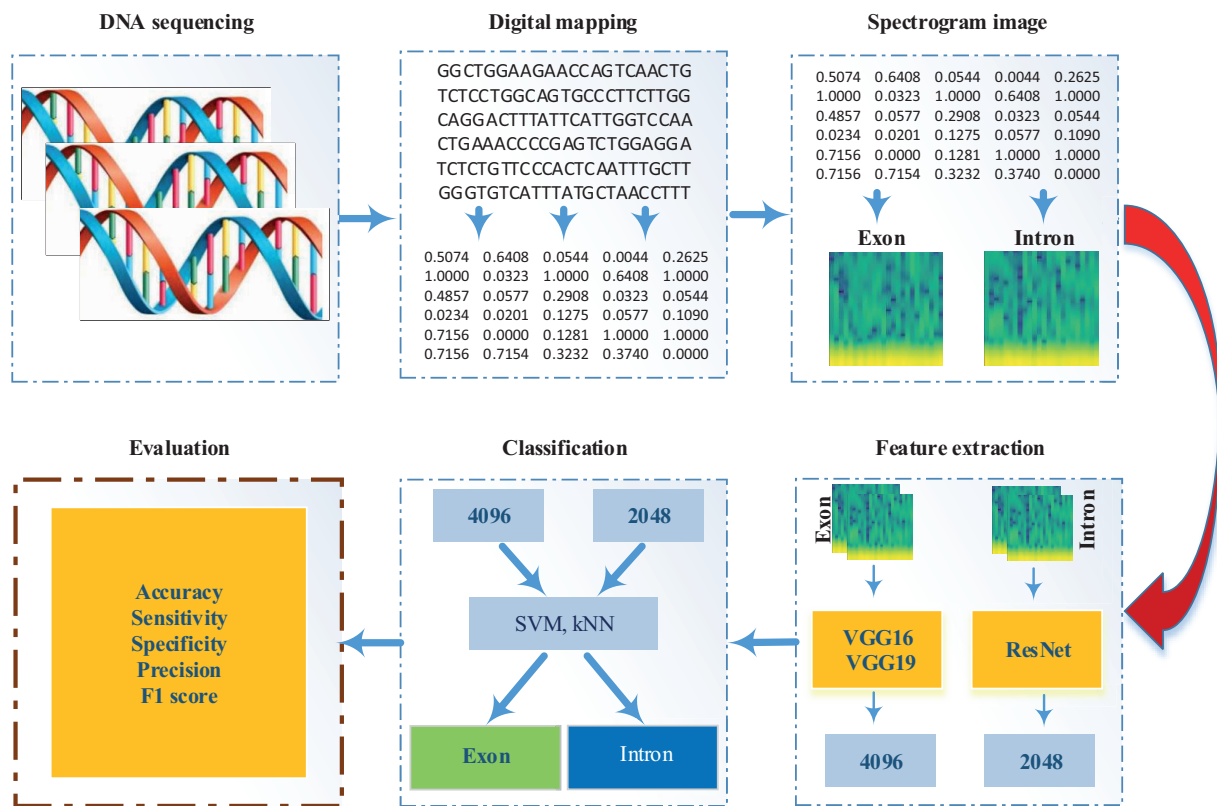 DNA sequencing
Digital mapping
GGCTGGAAGAACCAGTCAACTG
TCTCCTGGCAGTGCCCTTCTTGG
CAGGACTTTATTCATTGGTCCAA
CTGAAACCCCGAGTCTGGAGGA
TCTCTGTTCCCACTCAATTTGCTT
GGGTGTCATTTATGCTAACCTTT
0.5074 0.6408 0.0544 0.0044 0.2625
1.0000 0.0323 1.0000 0.6408 1.0000
0.4857 0.0577 0.2908 0.0323 0.0544
0.0234 0.0201 0.1275 0.0577 0.1090
0.7156 0.0000 0.1281 1.0000 1.0000
0.7156 0.7154 0.3232 0.3740 0.0000
Spectrogram image
0.5074 0.6408 0.0544 0.0044 0.2625
1.0000 0.0323 1.0000 0.6408 1.0000
0.4857 0.0577 0.2908 0.0323 0.0544
0.0234 0.0201 0.1275 0.0577 0.1090
0.7156 0.0000 0.1281 1.0000 1.0000
0.7156 0.7154 0.3232 0.3740 0.0000
Exon
Intron
Evaluation
Accuracy
Sensitivity
Specificity
Precision
F1 score
Classification
4096
2048
SVM, kNN
Exon
Intron
Feature extraction
Exon
Intron
VGG16
VGG19
ResNet
4096
2048